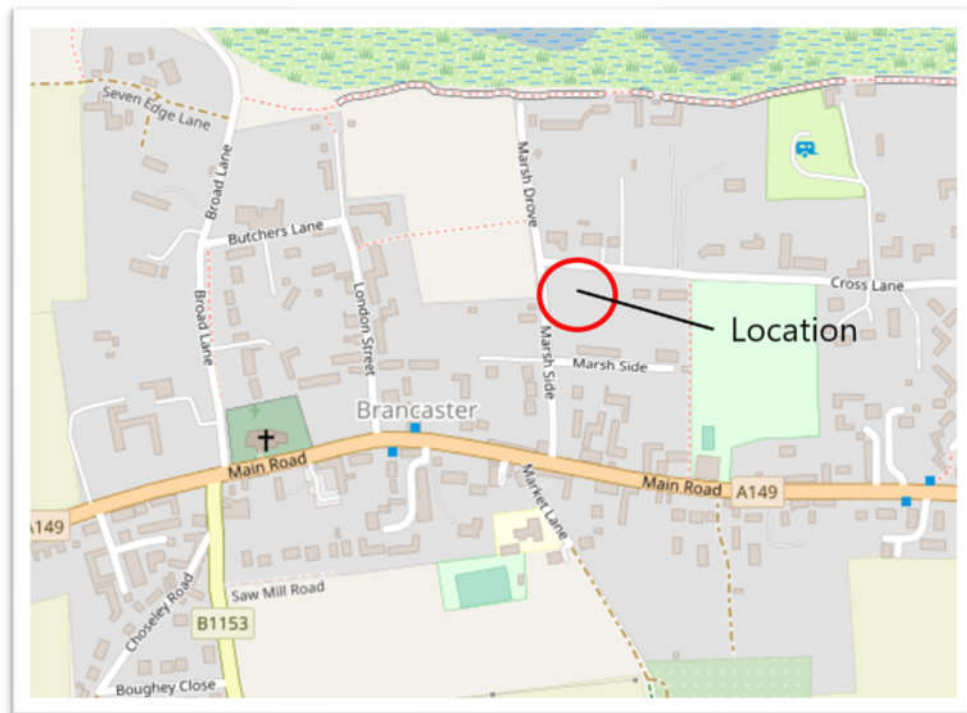 Seven Edge Lane
Broad Lane
Marsh Drove
Butchers Lane
Broad Lane
London Street
Cross Lane
Location
Marsh Side
Marsh Side
Brancaster
Main Road
Main Road
A149
A149
Market Lane
Saw Mill Road
Choseley Road
B1153
Boughey Close